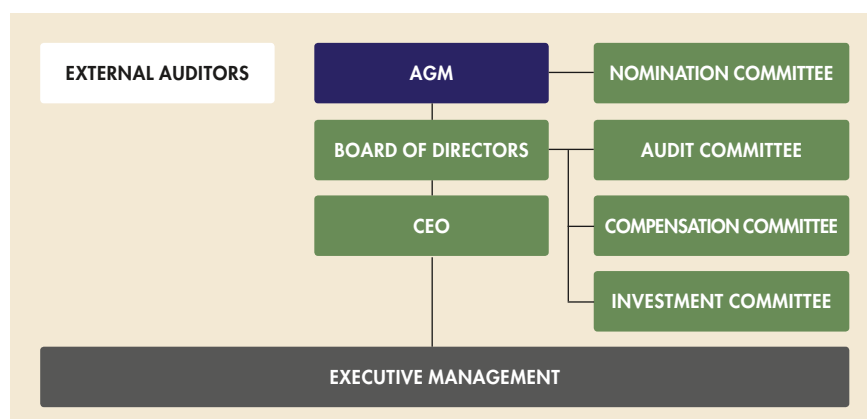 EXTERNAL AUDITORS
AGM
NOMINATION COMMITTEE
BOARD OF DIRECTORS
AUDIT COMMITTEE
CEO
COMPENSATION COMMITTEE
INVESTMENT COMMITTEE
EXECUTIVE MANAGEMENT